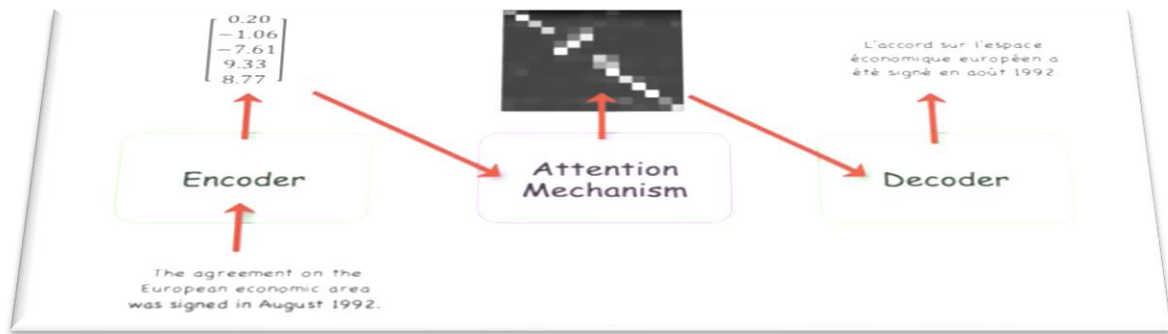 0.20
−1.06
−7.61
9.33
8.77
L'accord sur l'espace
économique européen a
été signé en août 1992.
Encoder
Attention
Mechanism
Decoder
The agreement on the
European economic area
was signed in August 1992.